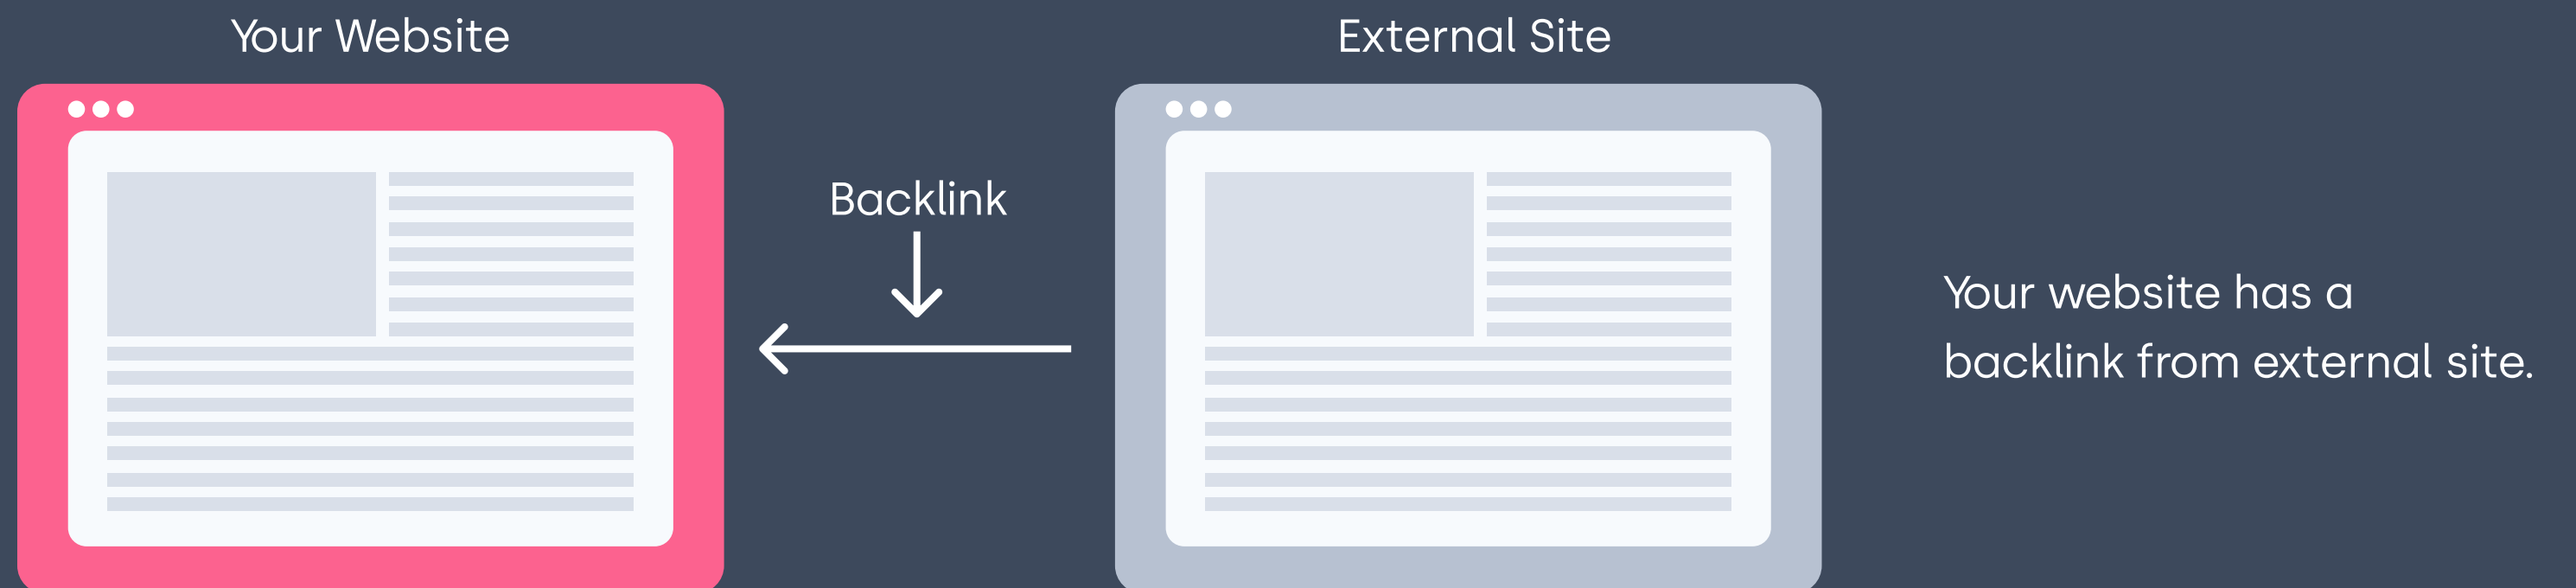 Your Website
External Site
Backlink
Your website has a
backlink from external site.